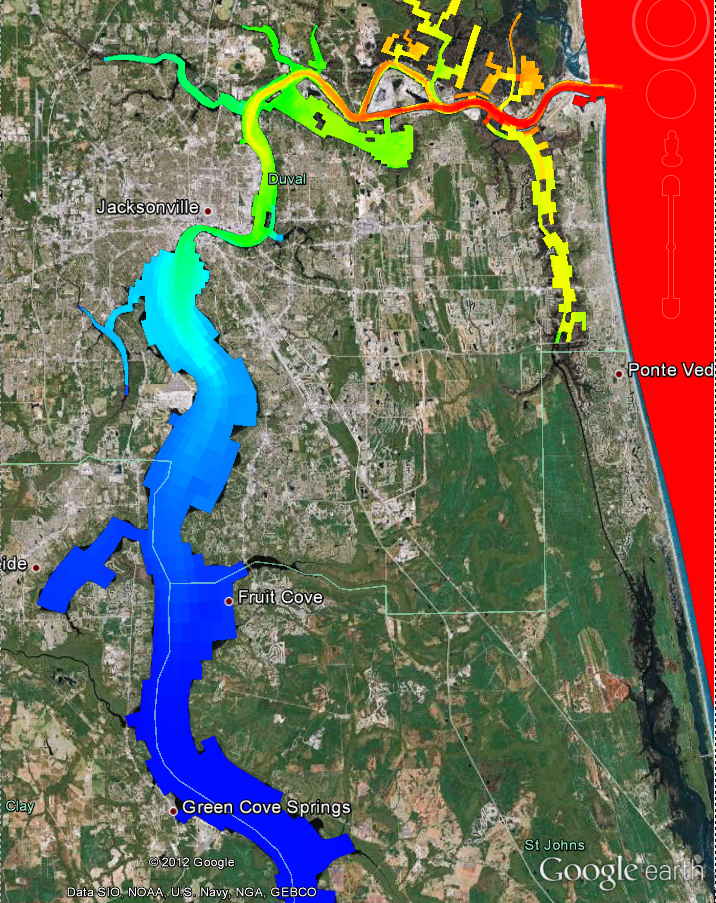 Duval
Jacksonville
Ponte Ved
ide
Fruit Cove
Green Cove Springs
Clay
St Johns
©2012 Google
Google earth
Data SIO, NOAA, U.S. Navy, NGA, GEBCO